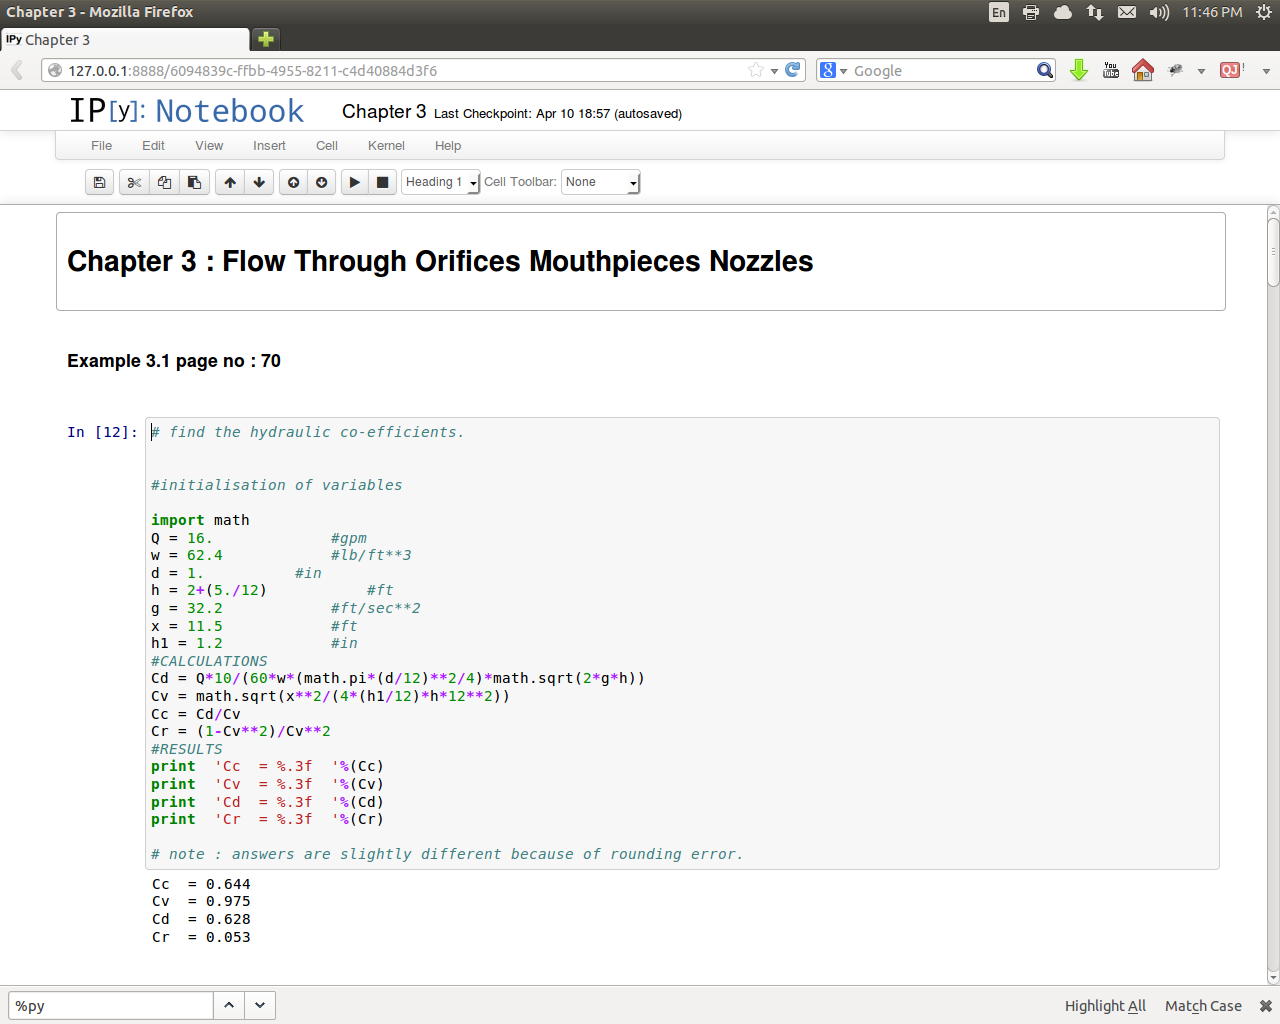 Chapter 3 - Mozilla Firefox
En
11:46 PM
IPy Chapter 3
127.0.0.1:8888/6094839c-ffbb-4955-8211-c4d40884d3f6
8
Google
You Tube
QJ !
IP[y]: Notebook
Chapter 3 Last Checkpoint: Apr 10 18:57 (autosaved)
File Edit View Insert Cell Kernel Help
Heading 1 Cell Toolbar: None
Chapter 3 : Flow Through Orifices Mouthpieces Nozzles
Example 3.1 page no : 70
In [12]:
# find the hydraulic co-efficients.
#initialisation of variables
import math
Q = 16. #gpm
w = 62.4 #lb/ft**3
d = 1. #in
h = 2+(5./12) #ft
g = 32.2 #ft/sec**2
x = 11.5 #ft
h1 = 1.2 #in
#CALCULATIONS
Cd = Q*10/(60*w*(math.pi*(d/12)**2/4)*math.sqrt(2*g*h))
Cv = math.sqrt(x**2/(4*(h1/12)*h*12**2))
Cc = Cd/Cv
Cr = (1-Cv**2)/Cv**2
#RESULTS
print 'Cc = %.3f '%(Cc)
print 'Cv = %.3f '%(Cv)
print 'Cd = %.3f '%(Cd)
print 'Cr = %.3f '%(Cr)
# note : answers are slightly different because of rounding error.
Cc = 0.644
Cv = 0.975
Cd = 0.628
Cr = 0.053
%py
Highlight All Match Case